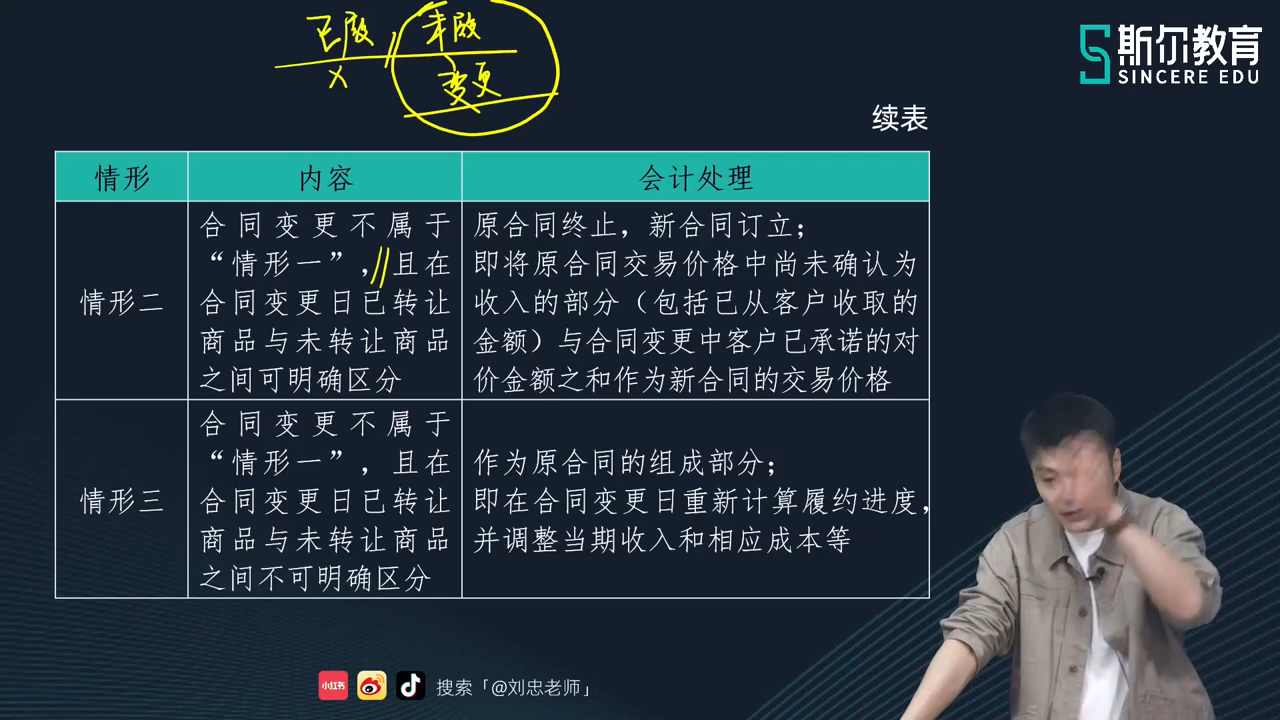 已做 未做
× 变更
斯尔教育
SINCERE EDU
续表
情形 内容 会计处理
情形二
合同变更不属于
“情形一”,且在
合同变更日已转让
商品与未转让商品
之间可明确区分
原合同终止,新合同订立;
即将原合同交易价格中尚未确认为
收入的部分(包括已从客户收取的
金额)与合同变更中客户已承诺的对
价金额之和作为新合同的交易价格
情形三
合同变更不属于
“情形一”,且在
合同变更日已转让
商品与未转让商品
之间不可明确区分
作为原合同的组成部分;
即在合同变更日重新计算履约进度,
并调整当期收入和相应成本等
小红书
搜索「@刘忠老师」